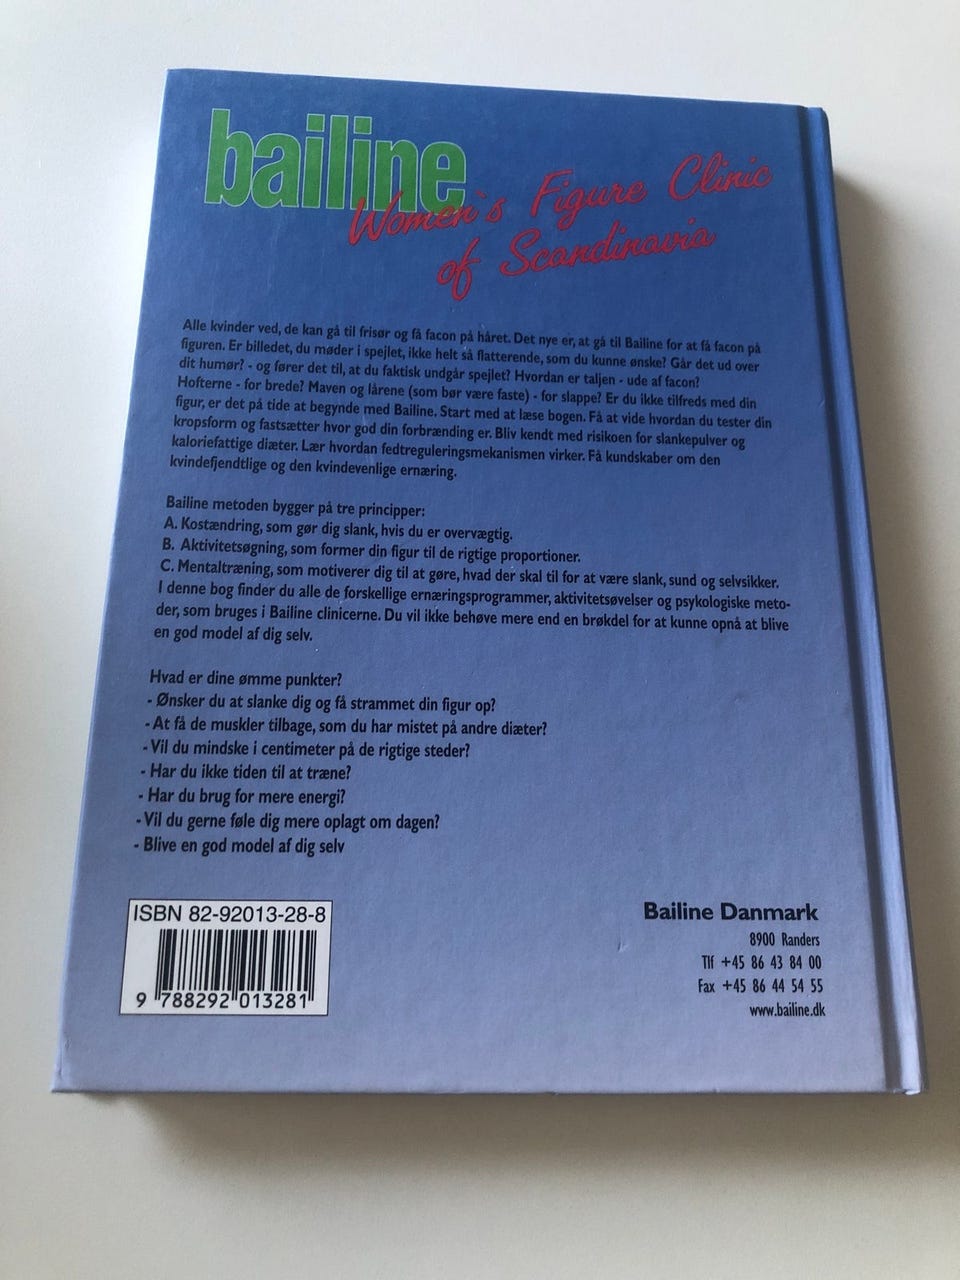 bailine
Women's Figure Clinic
of Scandinavia
Alle kvinder ved, de kan gå til frisør og få facon på håret. Det nye er, at gå til Bailine for at få facon på
figuren. Er billedet, du møder i spejlet, ikke helt så flatterende, som du kunne ønske? Går det ud over
dit humør? - og fører det til, at du faktisk undgår spejlet? Hvordan er taljen - ude af facon?
Hofterne - for brede? Maven og lårene (som bør være faste) - for slappe? Er du ikke tilfreds med din
figur, er det på tide at begynde med Bailine. Start med at læse bogen. Få at vide hvordan du tester din
kropsform og fastsætter hvor god din forbrænding er. Bliv kendt med risikoen for slankepulver og
kaloriefattige diæter. Lær hvordan fedtreguleringsmekanismen virker. Få kundskaber om den
kvindefjendtlige og den kvindevenlige ernæring.
Bailine metoden bygger på tre principper:
A. Kostændring, som gør dig slank, hvis du er overvægtig.
B. Aktivitetsøgning, som former din figur til de rigtige proportioner.
C. Mentaltræning, som motiverer dig til at gøre, hvad der skal til for at være slank, sund og selvsikker.
I denne bog finder du alle de forskellige ernæringsprogrammer, aktivitetsøvelser og psykologiske meto-
der, som bruges i Bailine clinicerne. Du vil ikke behøve mere end en brøkdel for at kunne opnå at blive
en god model af dig selv.
Hvad er dine ømme punkter?
- Ønsker du at slanke dig og få strammet din figur op?
- At få de muskler tilbage, som du har mistet på andre diæter?
- Vil du mindske i centimeter på de rigtige steder?
- Har du ikke tiden til at træne?
- Har du brug for mere energi?
- Vil du gerne føle dig mere oplagt om dagen?
- Blive en god model af dig selv
ISBN 82-92013-28-8
9 788292 013281
Bailine Danmark
8900 Randers
Tlf +45 86 43 84 00
Fax +45 86 44 54 55
www.bailine.dk